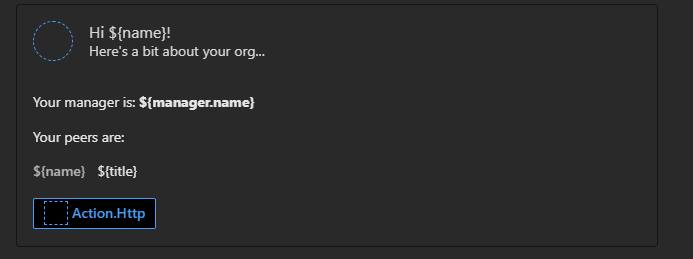 Hi ${name}!
Here's a bit about your org...
Your manager is: ${manager.name}
Your peers are:
${name} ${title}
Action.Http